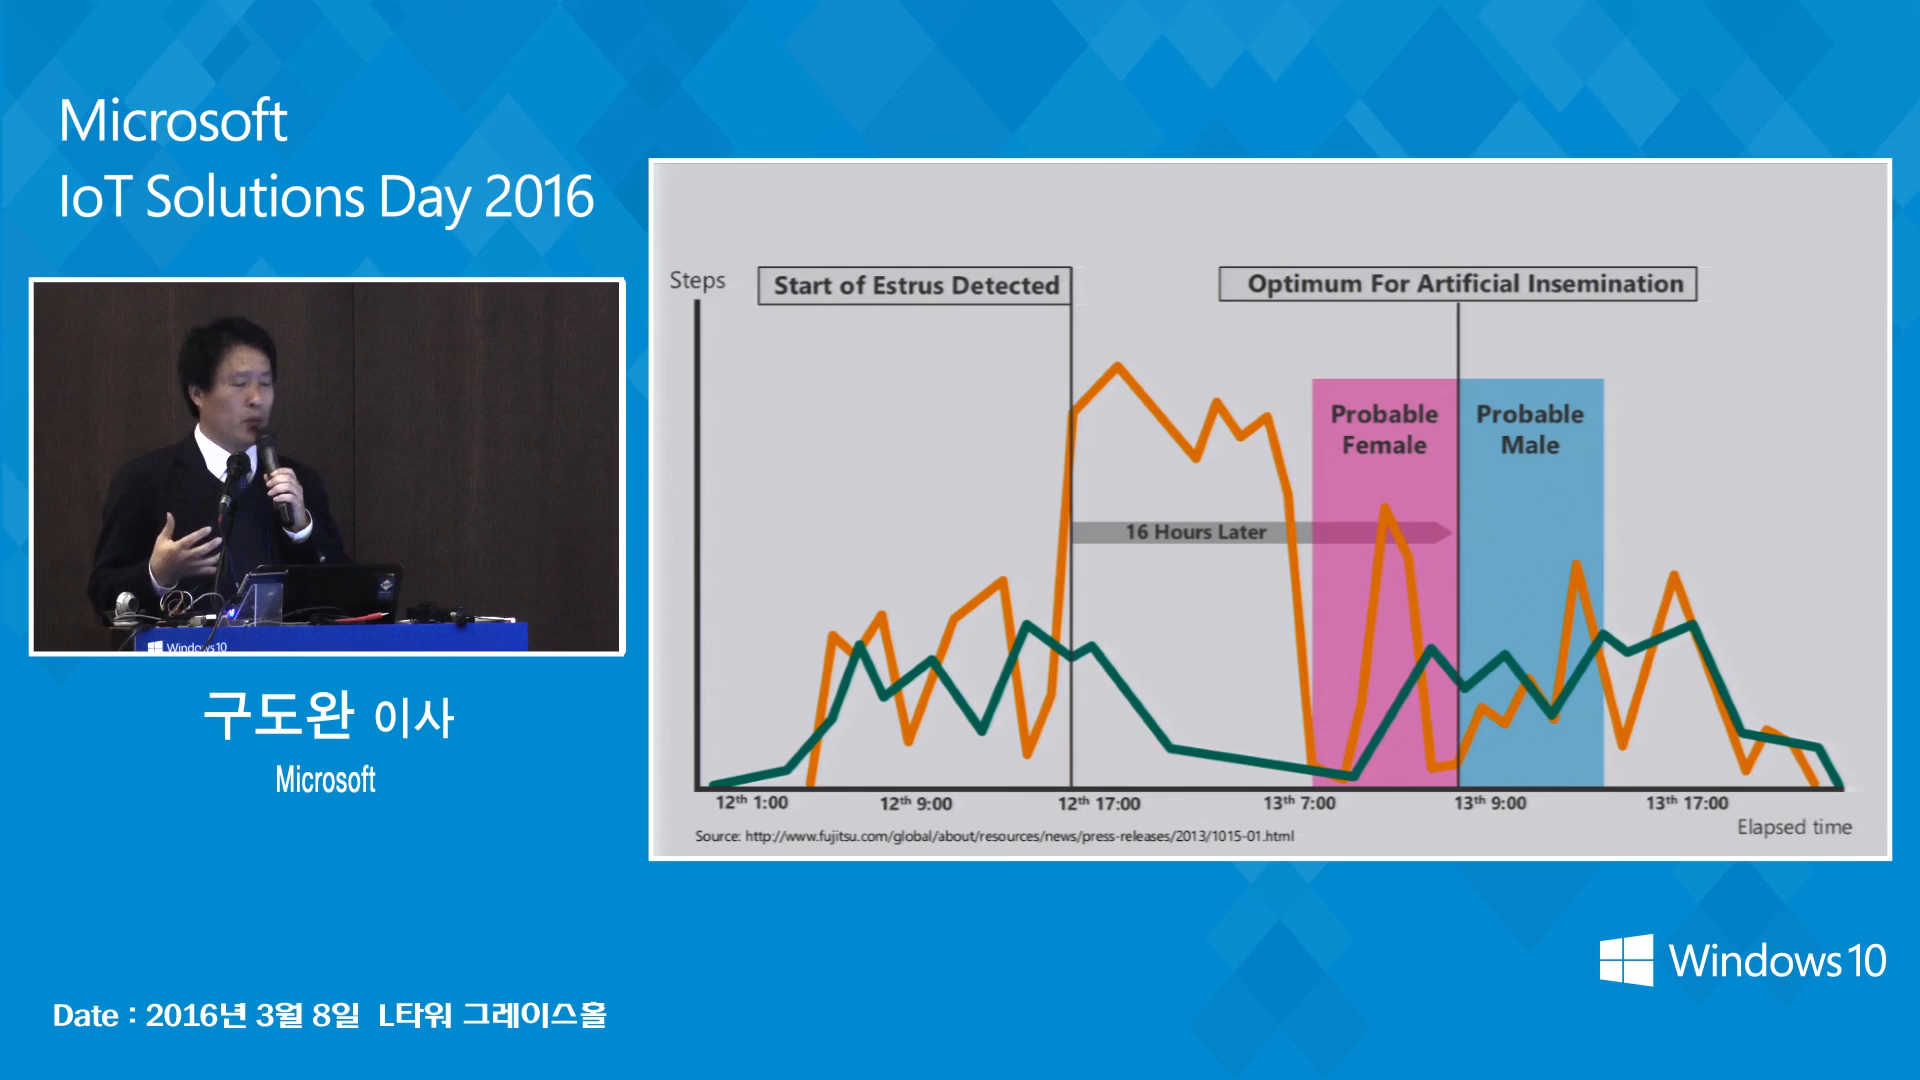 Microsoft
IoT Solutions Day 2016
Windows10
구도완 이사
Microsoft
Steps
Start of Estrus Detected
Optimum For Artificial Insemination
Probable
Female
Probable
Male
16 Hours Later
12th 1:00
12th 9:00
12th 17:00
13th 7:00
13th 9:00
13th 17:00
Elapsed time
Source: http://www.fujitsu.com/global/about/resources/news/press-releases/2013/1015-01.html
Windows10
Date : 2016년 3월 8일 L타워 그레이스홀